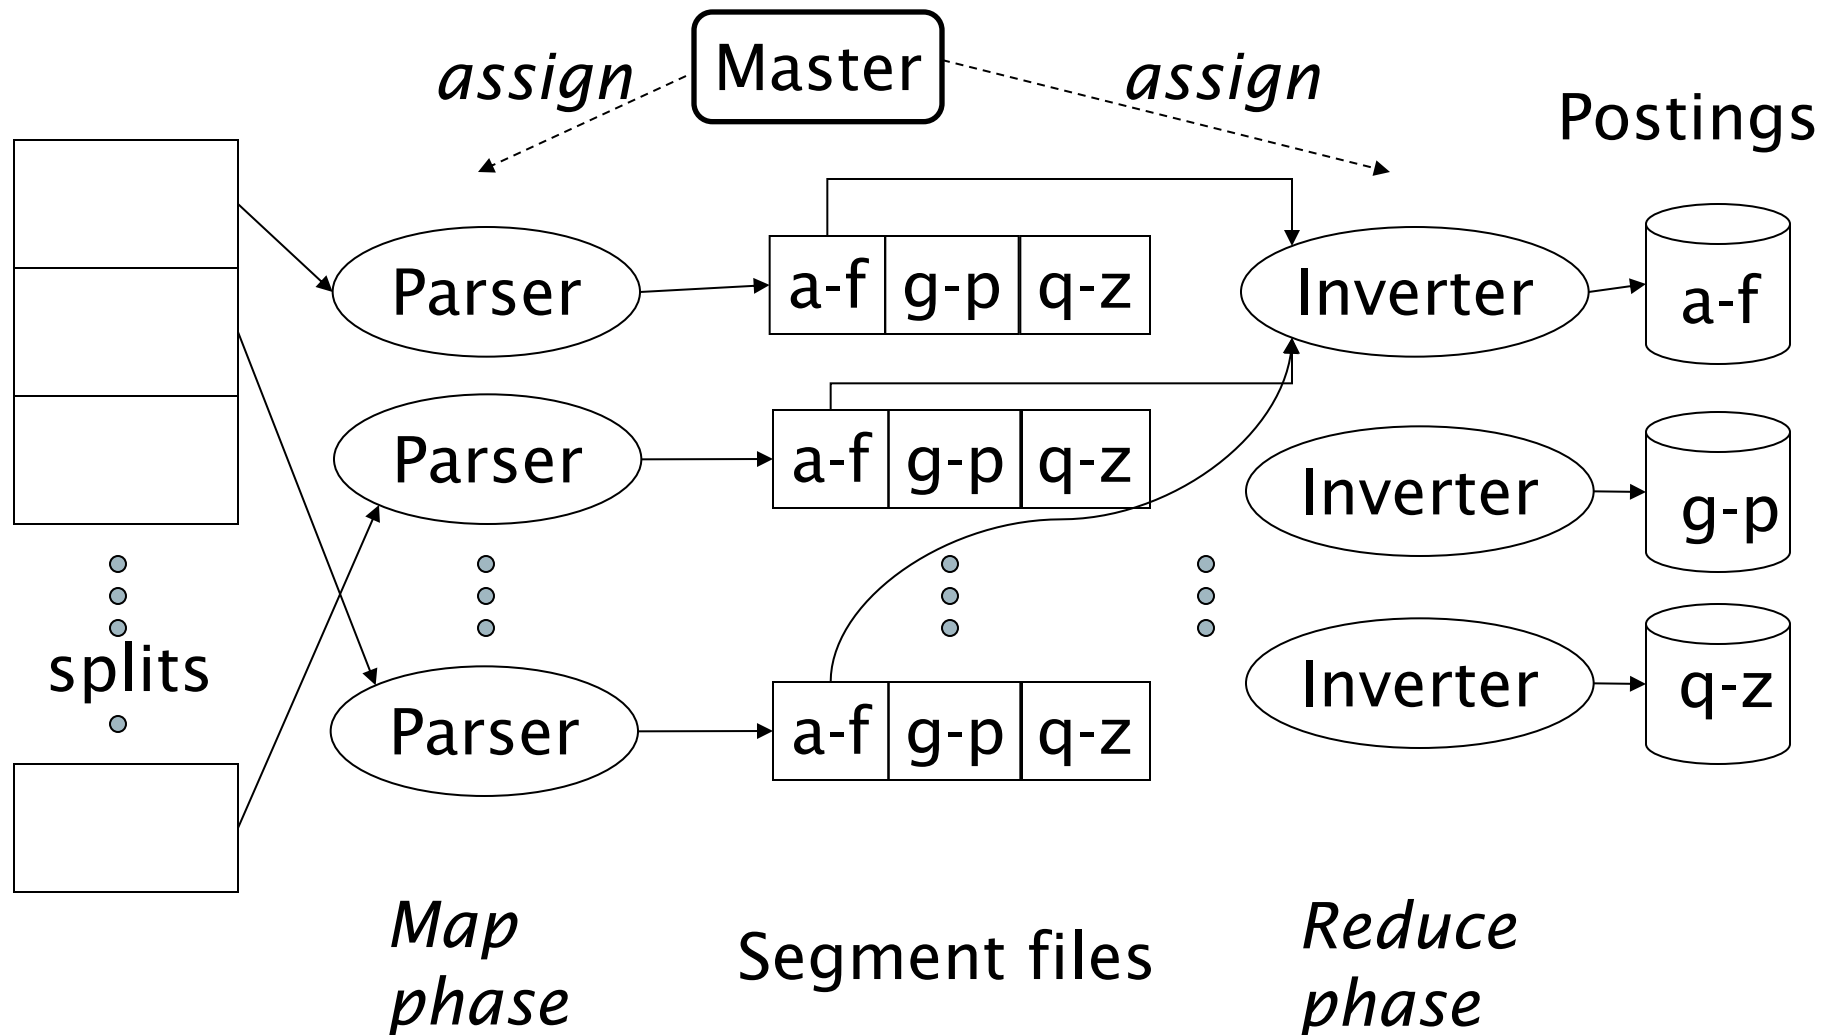 Master
assign
assign
Postings
Parser
a-f g-p q-z
Inverter
a-f
Parser
a-f g-p q-z
Inverter
g-p
splits
Parser
a-f g-p q-z
Inverter
q-z
Map
phase
Segment files
Reduce
phase